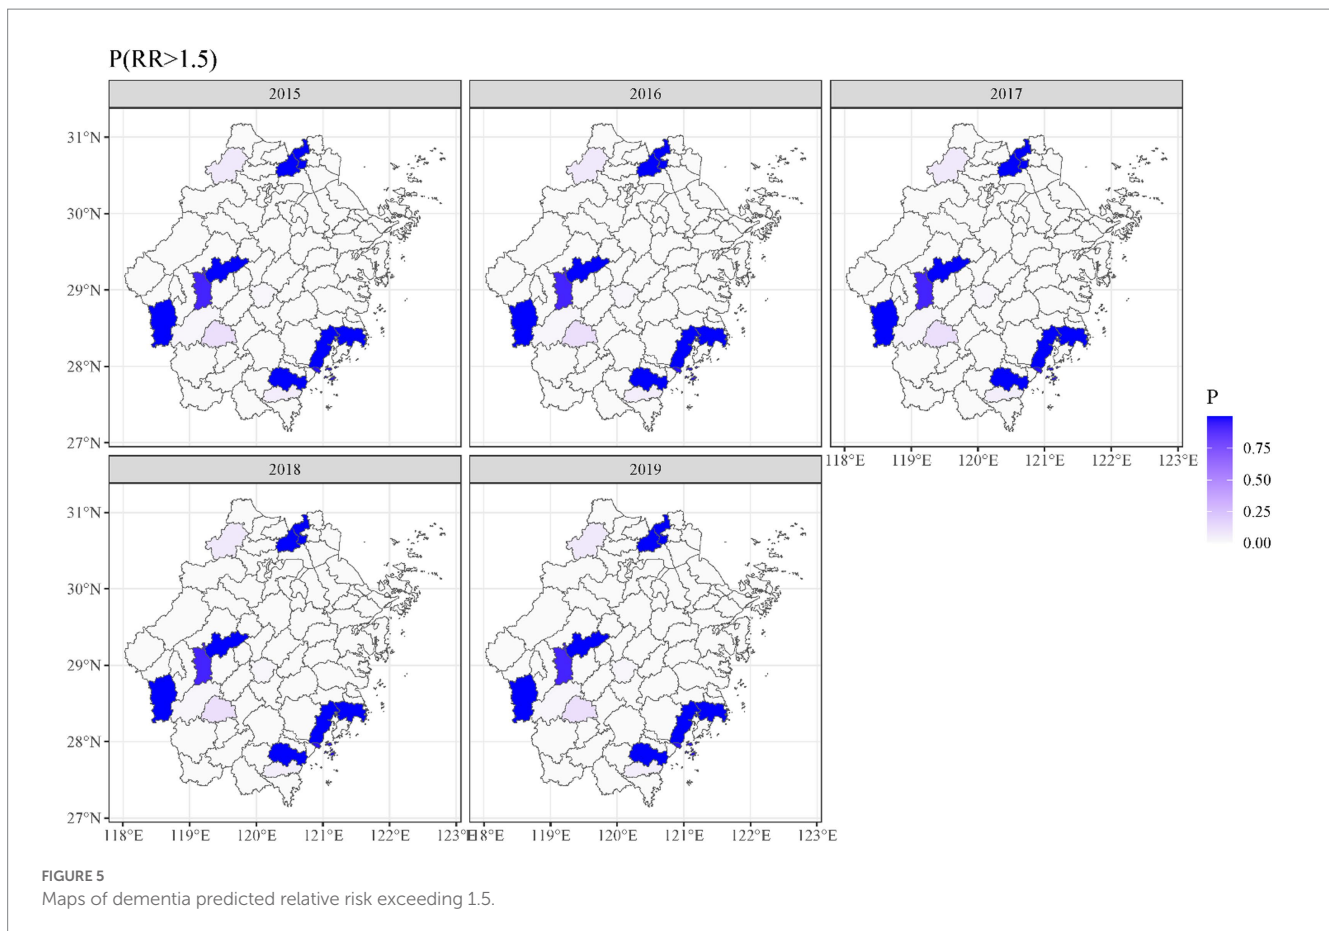 P(RR>1.5)
2015
2016
2017
31°N
30°N
29°N
28°N
27°N
P
0.75
0.50
0.25
0.00
118°E 119°E 120°E 121°E 122°E 123°E
2018
2019
31°N
30°N
29°N
28°N
27°N
118°E 119°E 120°E 121°E 122°E 123°E 118°E 119°E 120°E 121°E 122°E 123°E
FIGURE 5
Maps of dementia predicted relative risk exceeding 1.5.